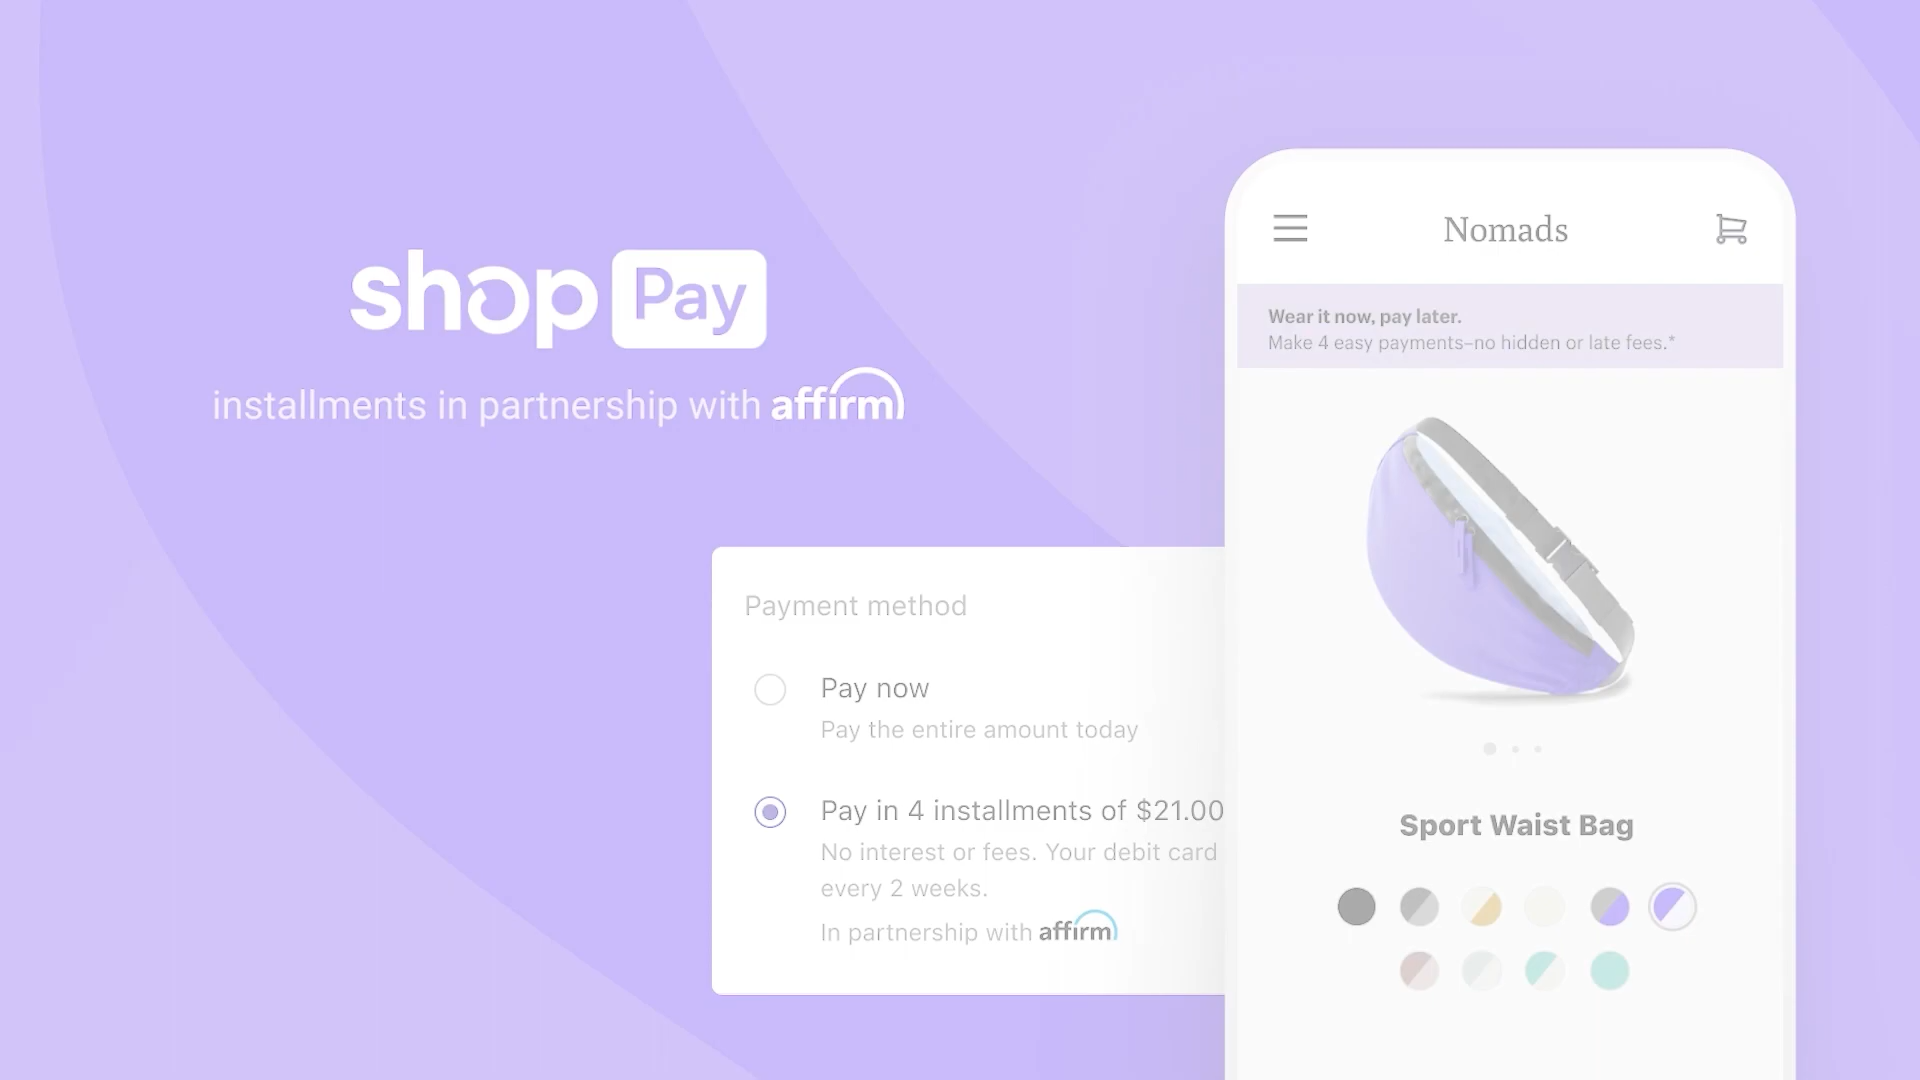 shop Pay
installments in partnership with affirm
Payment method
Pay now
Pay the entire amount today
Pay in 4 installments of $21.00
No interest or fees. Your debit card
every 2 weeks.
In partnership with affirm
Nomads
Wear it now, pay later.
Make 4 easy payments–no hidden or late fees.*
Sport Waist Bag